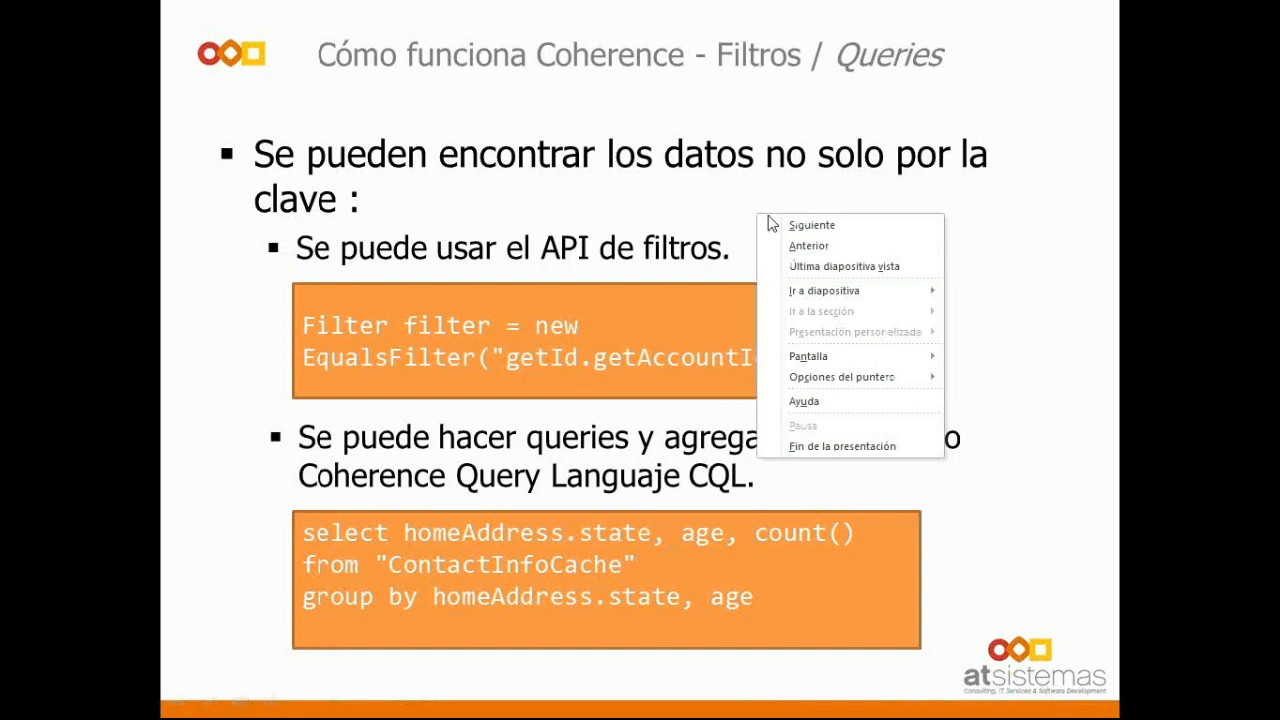 Cómo funciona Coherence - Filtros / Queries
Se pueden encontrar los datos no solo por la
clave :
Se puede usar el API de filtros.
Filter filter = new
EqualsFilter("getId.getAccountI
Se puede hacer queries y agrega o
Coherence Query Languaje CQL.
select homeAddress.state, age, count()
from "ContactInfoCache"
group by homeAddress.state, age
Siguiente
Anterior
Última diapositiva vista
Ir a diapositiva
Ir a la sección
Presentación personalizada
Pantalla
Opciones del puntero
Ayuda
Pausa
Fin de la presentación
atsistemas
Consulting, IT Services & Software Development